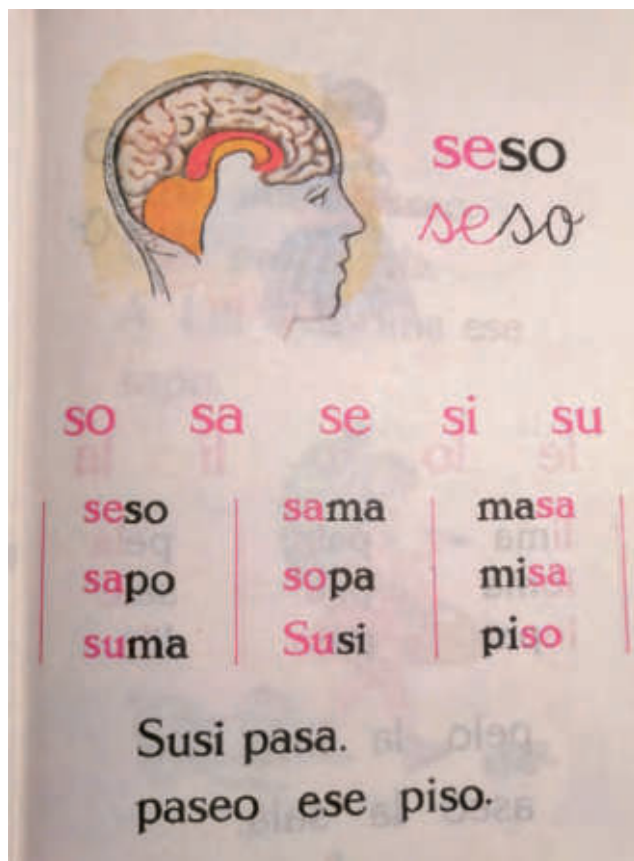 seso
seso
so sa se si su
seso sama masa
sapo sopa misa
suma Susi piso
Susi pasa.
paseo ese piso.